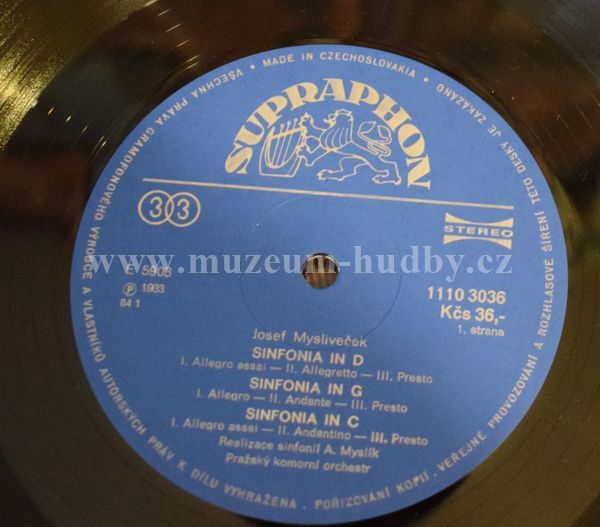 VŠECHNA PRÁVA GRAMOFONOVÉHO VÝROBCE A VLASTNÍKŮ AUTORSKÝCH PRÁV K DÍLU VYHRAŽENA · POŘIZOVÁNÍ KOPIÍ · VEŘEJNÉ PROVOZOVÁNÍ A ROZHLASOVÉ ŠÍŘENÍ TÉTO DESKY JE ZAKÁZÁNO
• MADE IN CZECHOSLOVAKIA •
SUPRAPHON
33
STEREO
www.muzeum-hudby.cz
5908
Ⓟ 1983
84 1
1110 3036
Kčs 36,-
1. strana
Josef Mysliveček
SINFONIA IN D
I. Allegro assai — II. Allegretto — III. Presto
SINFONIA IN G
I. Allegro — II. Andante — III. Presto
SINFONIA IN C
I. Allegro assai — II. Andantino — III. Presto
Realizace sinfonií A. Myslík
Pražský komorní orchestr